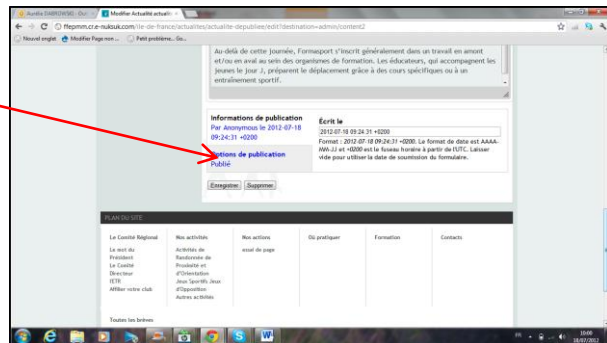 Modifier Actualité actuali
ffepmm.cr.e-nuksuk.com/ile-de-france/actualites/actualite-depubliee/edit?destination=admin/content2
Modifier Page non ...
Petit problème... Go...
Au-delà de cette journée, Formasport s'inscrit généralement dans un travail en amont
et/ou en aval au sein des organismes de formation. Les éducateurs, qui accompagnent les
jeunes le jour J, préparent le déplacement grâce à des cours spécifiques ou à un
entraînement sportif.
Informations de publication
Par Anonymous le 2012-07-18
09:24:31 +0200
Options de publication
Publié
Écrit le
2012-07-18 09:24:31 +0200
Format : 2012-07-18 09:24:31 +0200. Le format de date est AAAA-
MM-JJ et +0200 est le fuseau horaire à partir de l'UTC. Laisser
vide pour utiliser la date de soumission du formulaire.
Enregistrer Supprimer
PLAN DU SITE
Le Comité Régional
Le mot du
Président
Le Comité
Directeur
l'ETR
Affilier votre club
Nos activités
Activités de
Randonnée de
Proximité et
d'Orientation
Jeux Sportifs Jeux
d'Opposition
Autres activités
Nos actions
essai de page
Où pratiquer
Formation
Contacts
Toutes les brèves
10:00
18/07/2012